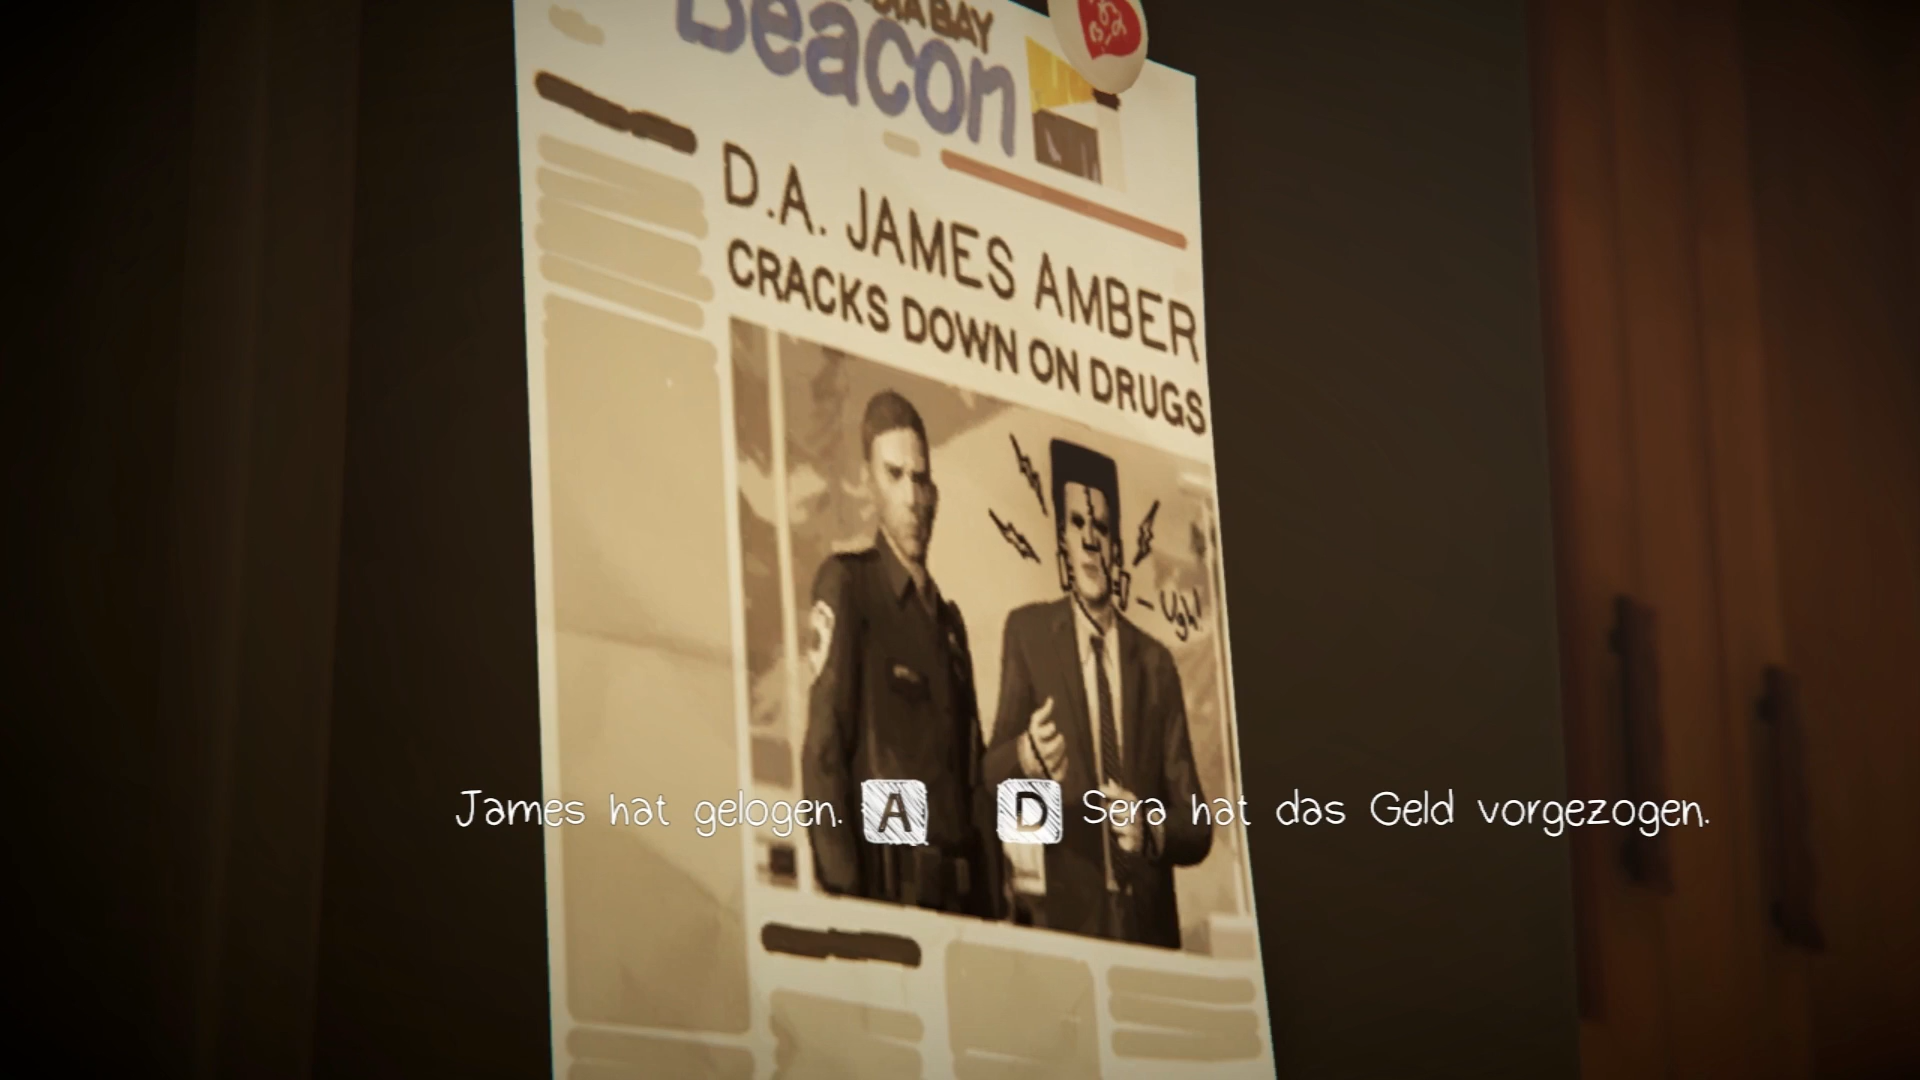 BAY
Beacon
D.A. JAMES AMBER
CRACKS DOWN ON DRUGS
- Ugh!
James hat gelogen. A
D Sera hat das Geld vorgezogen.